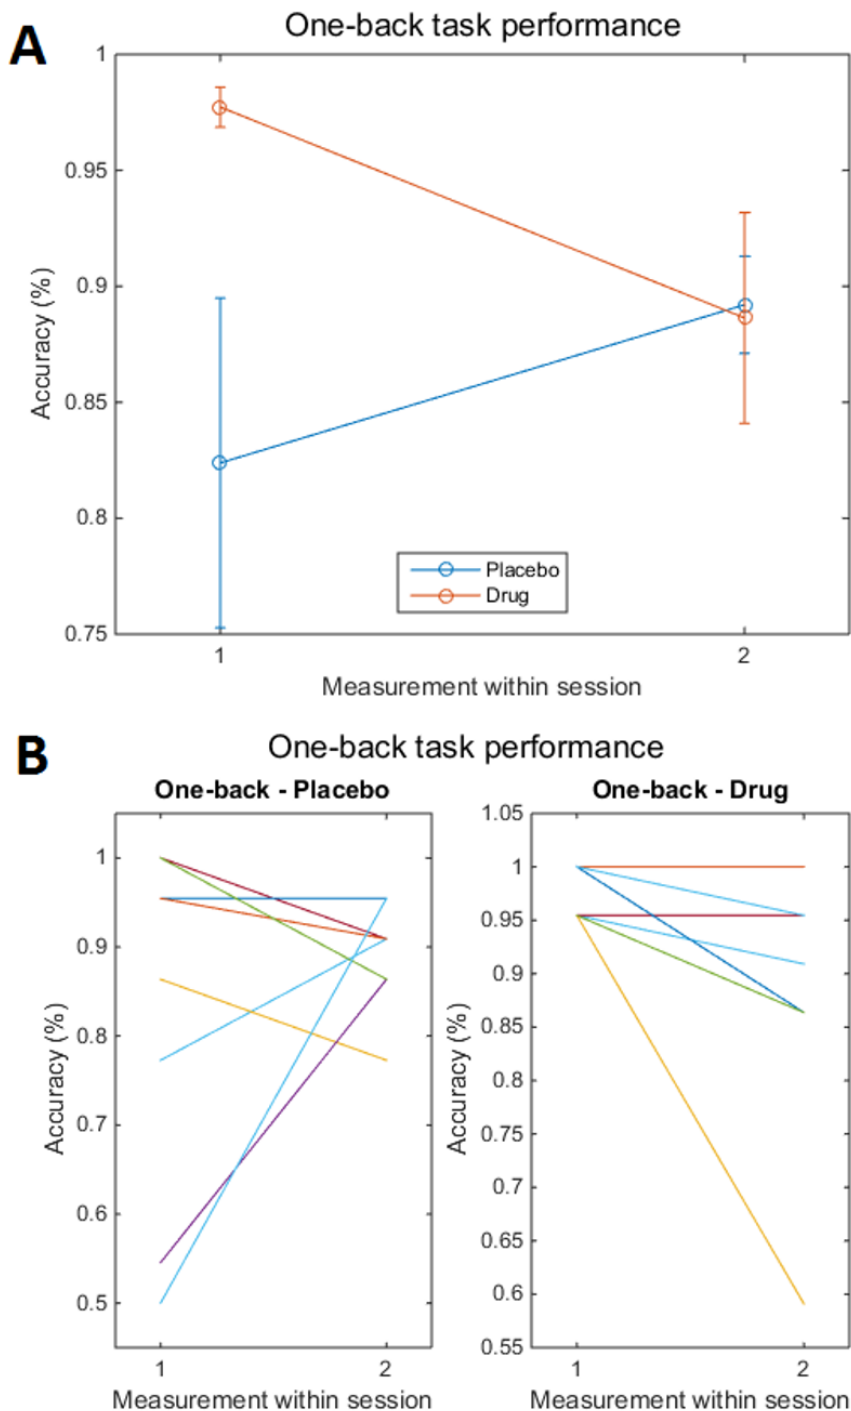 A
One-back task performance
1
0.95
0.9
0.85
0.8
0.75
Accuracy (%)
Placebo
Drug
1 2
Measurement within session
B
One-back task performance
One-back - Placebo
1
0.9
0.8
0.7
0.6
0.5
Accuracy (%)
1 2
Measurement within session
One-back - Drug
1.05
1
0.95
0.9
0.85
0.8
0.75
0.7
0.65
0.6
0.55
Accuracy (%)
1 2
Measurement within session